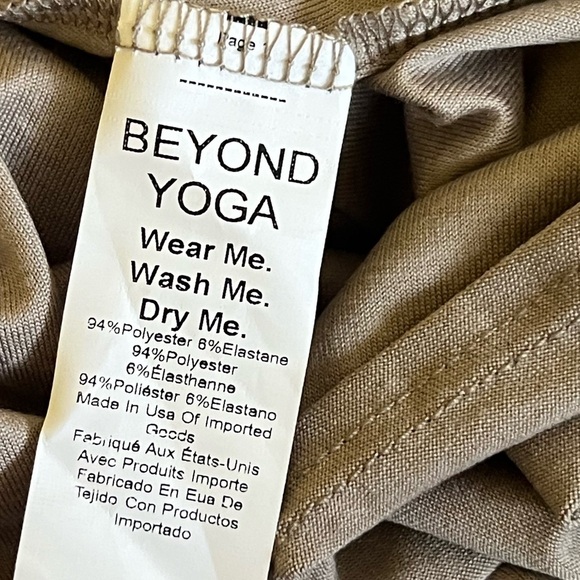 ------------
BEYOND
YOGA
Wear Me.
Wash Me.
Dry Me.
94%Polyester 6%Elastane
94%Polyester
6%Élasthanne
94%Poliéster 6%Elastano
Made In Usa Of Imported
Goods
Fabriqué Aux États-Unis
Avec Produits Importe
Fabricado En Eua De
Tejido Con Productos
Importado